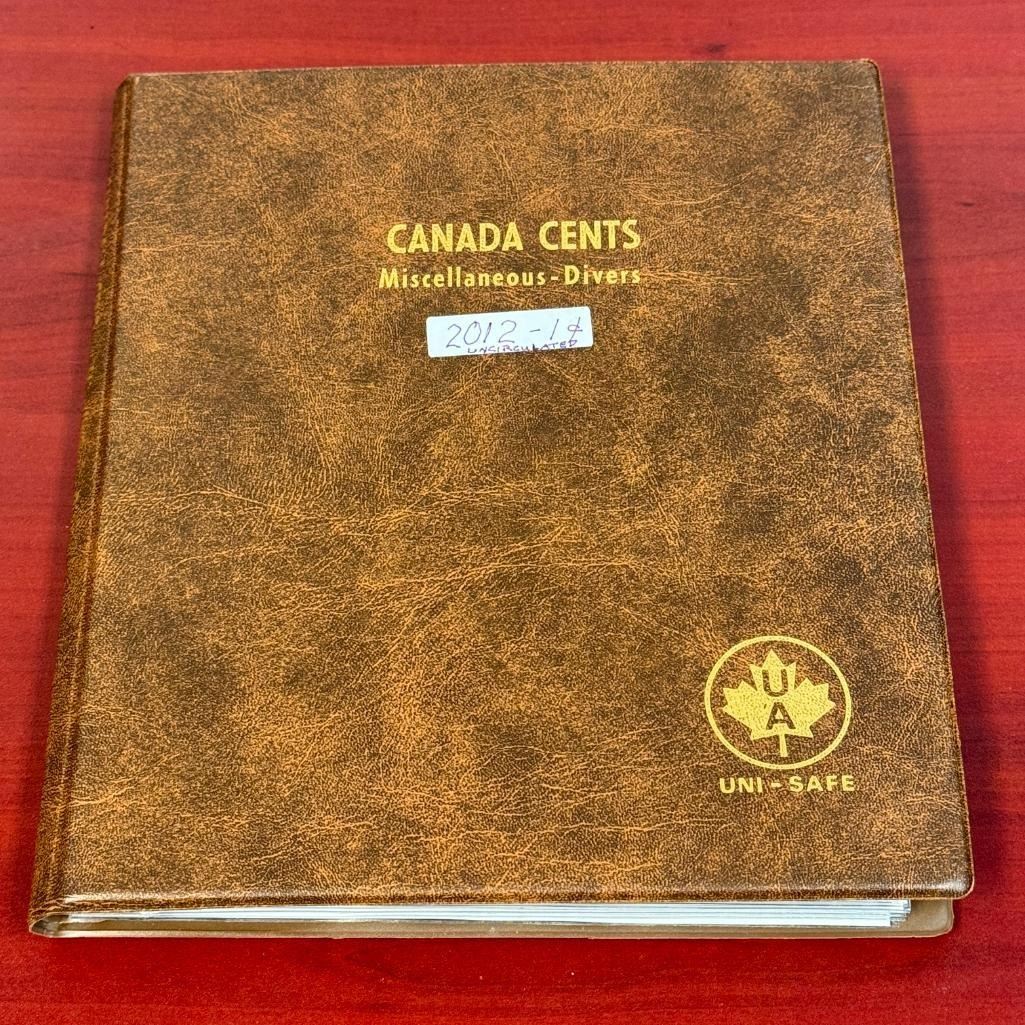 CANADA CENTS
Miscellaneous-Divers
2012-1¢
UNCIRCULATED
U
A
UNI-SAFE